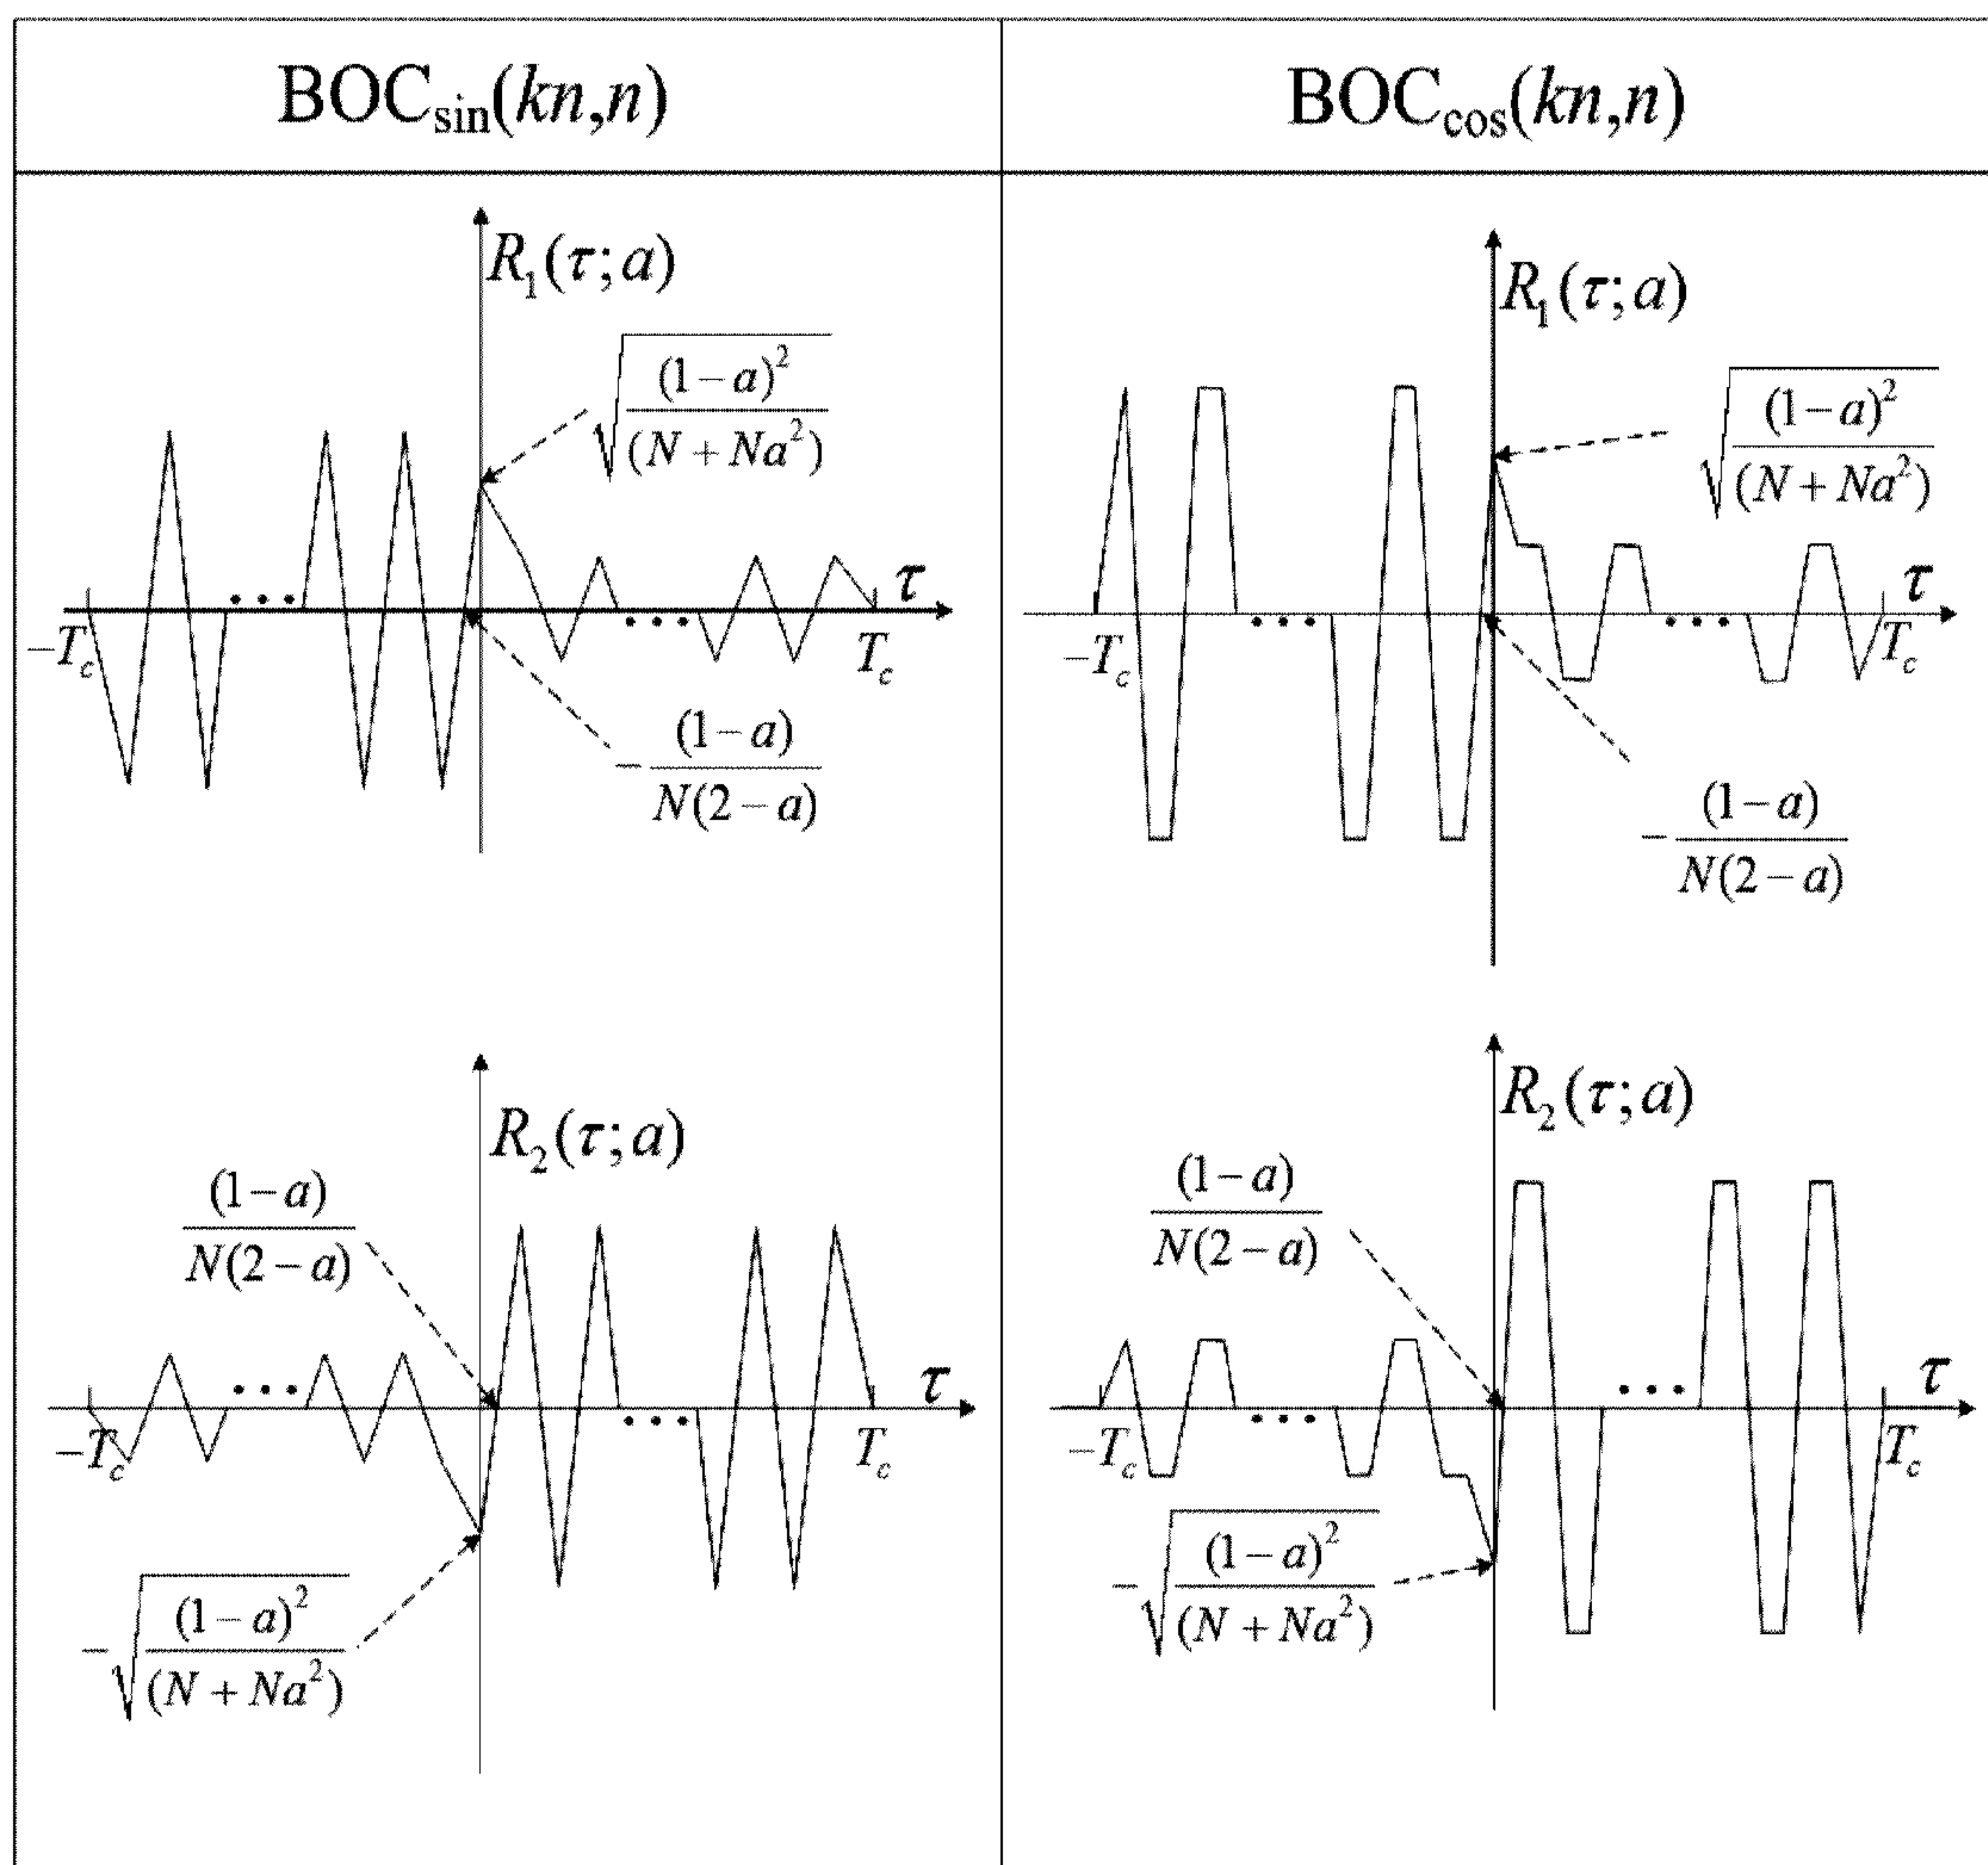 BOC_sin(kn,n)
BOC_cos(kn,n)
R_1(τ;a)
√((1−a)^2/(N+Na^2))
τ
−T_c
T_c
−(1−a)/N(2−a)
R_1(τ;a)
√((1−a)^2/(N+Na^2))
τ
−T_c
T_c
−(1−a)/N(2−a)
R_2(τ;a)
(1−a)/N(2−a)
τ
−T_c
T_c
−√((1−a)^2/(N+Na^2))
R_2(τ;a)
(1−a)/N(2−a)
τ
−T_c
T_c
−√((1−a)^2/(N+Na^2))